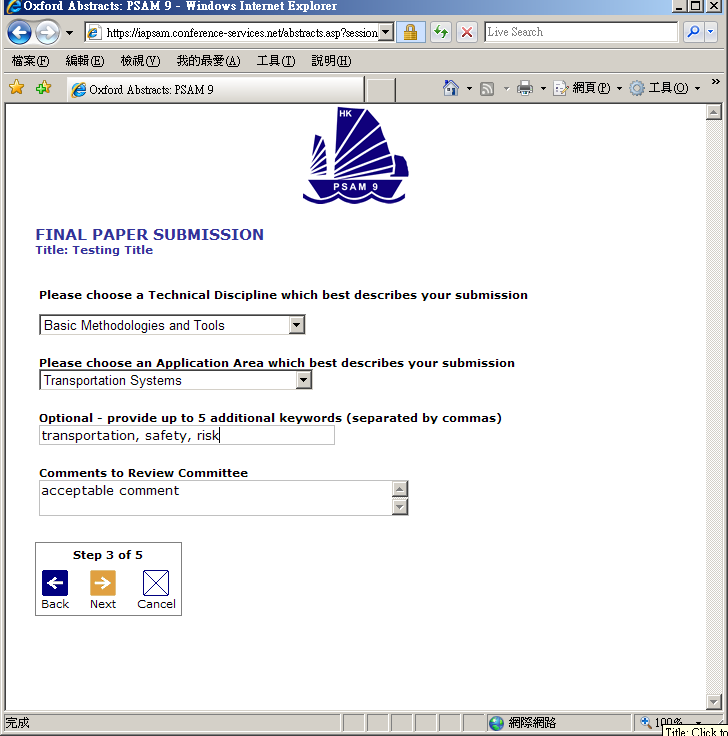 Oxford Abstracts: PSAM 9 - Windows Internet Explorer
https://iapsam.conference-services.net/abstracts.asp?session
Live Search
檔案(F) 編輯(E) 檢視(V) 我的最愛(A) 工具(T) 說明(H)
Oxford Abstracts: PSAM 9
網頁(P) 工具(O) »
HK
PSAM 9
FINAL PAPER SUBMISSION
Title: Testing Title
Please choose a Technical Discipline which best describes your submission
Basic Methodologies and Tools
Please choose an Application Area which best describes your submission
Transportation Systems
Optional - provide up to 5 additional keywords (separated by commas)
transportation, safety, risk
Comments to Review Committee
acceptable comment
Step 3 of 5
Back Next Cancel
完成 網際網路 100%
Title: Click to